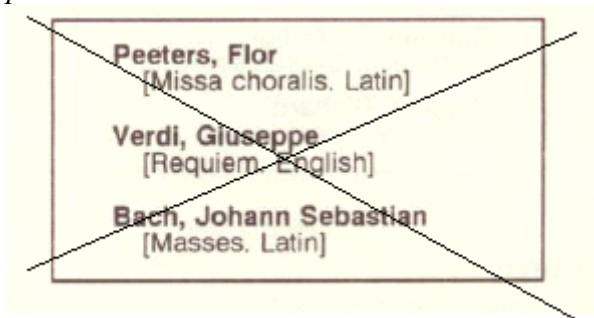 Peeters, Flor
[Missa choralis. Latin]
Verdi, Giuseppe
[Requiem. English]
Bach, Johann Sebastian
[Masses. Latin]